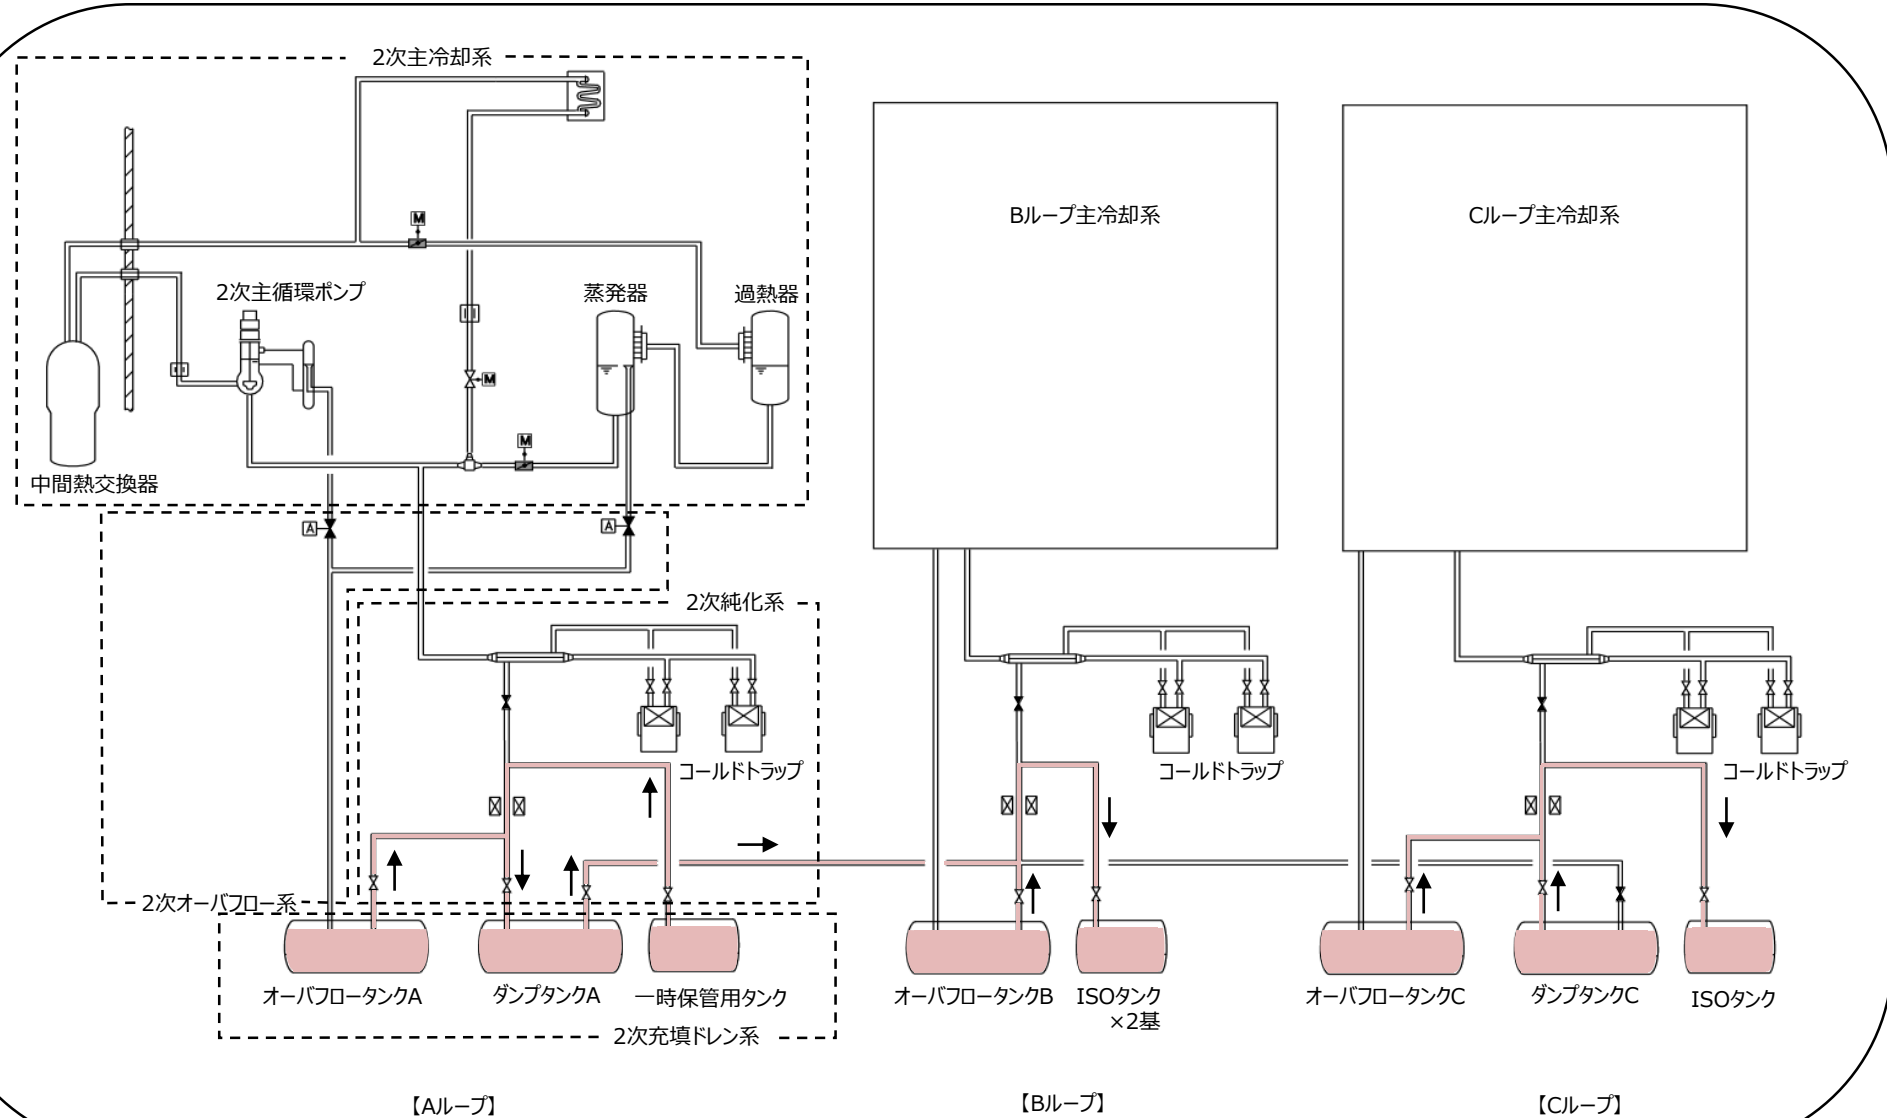 2次主冷却系
M
Bループ主冷却系
Cループ主冷却系
2次主循環ポンプ
蒸発器
過熱器
M
M
中間熱交換器
A
A
2次純化系
コールドトラップ
コールドトラップ
コールドトラップ
2次オーバフロー系
オーバフロータンクA
ダンプタンクA
一時保管用タンク
オーバフロータンクB
ISOタンク
×2基
オーバフロータンクC
ダンプタンクC
ISOタンク
2次充填ドレン系
【Aループ】
【Bループ】
【Cループ】